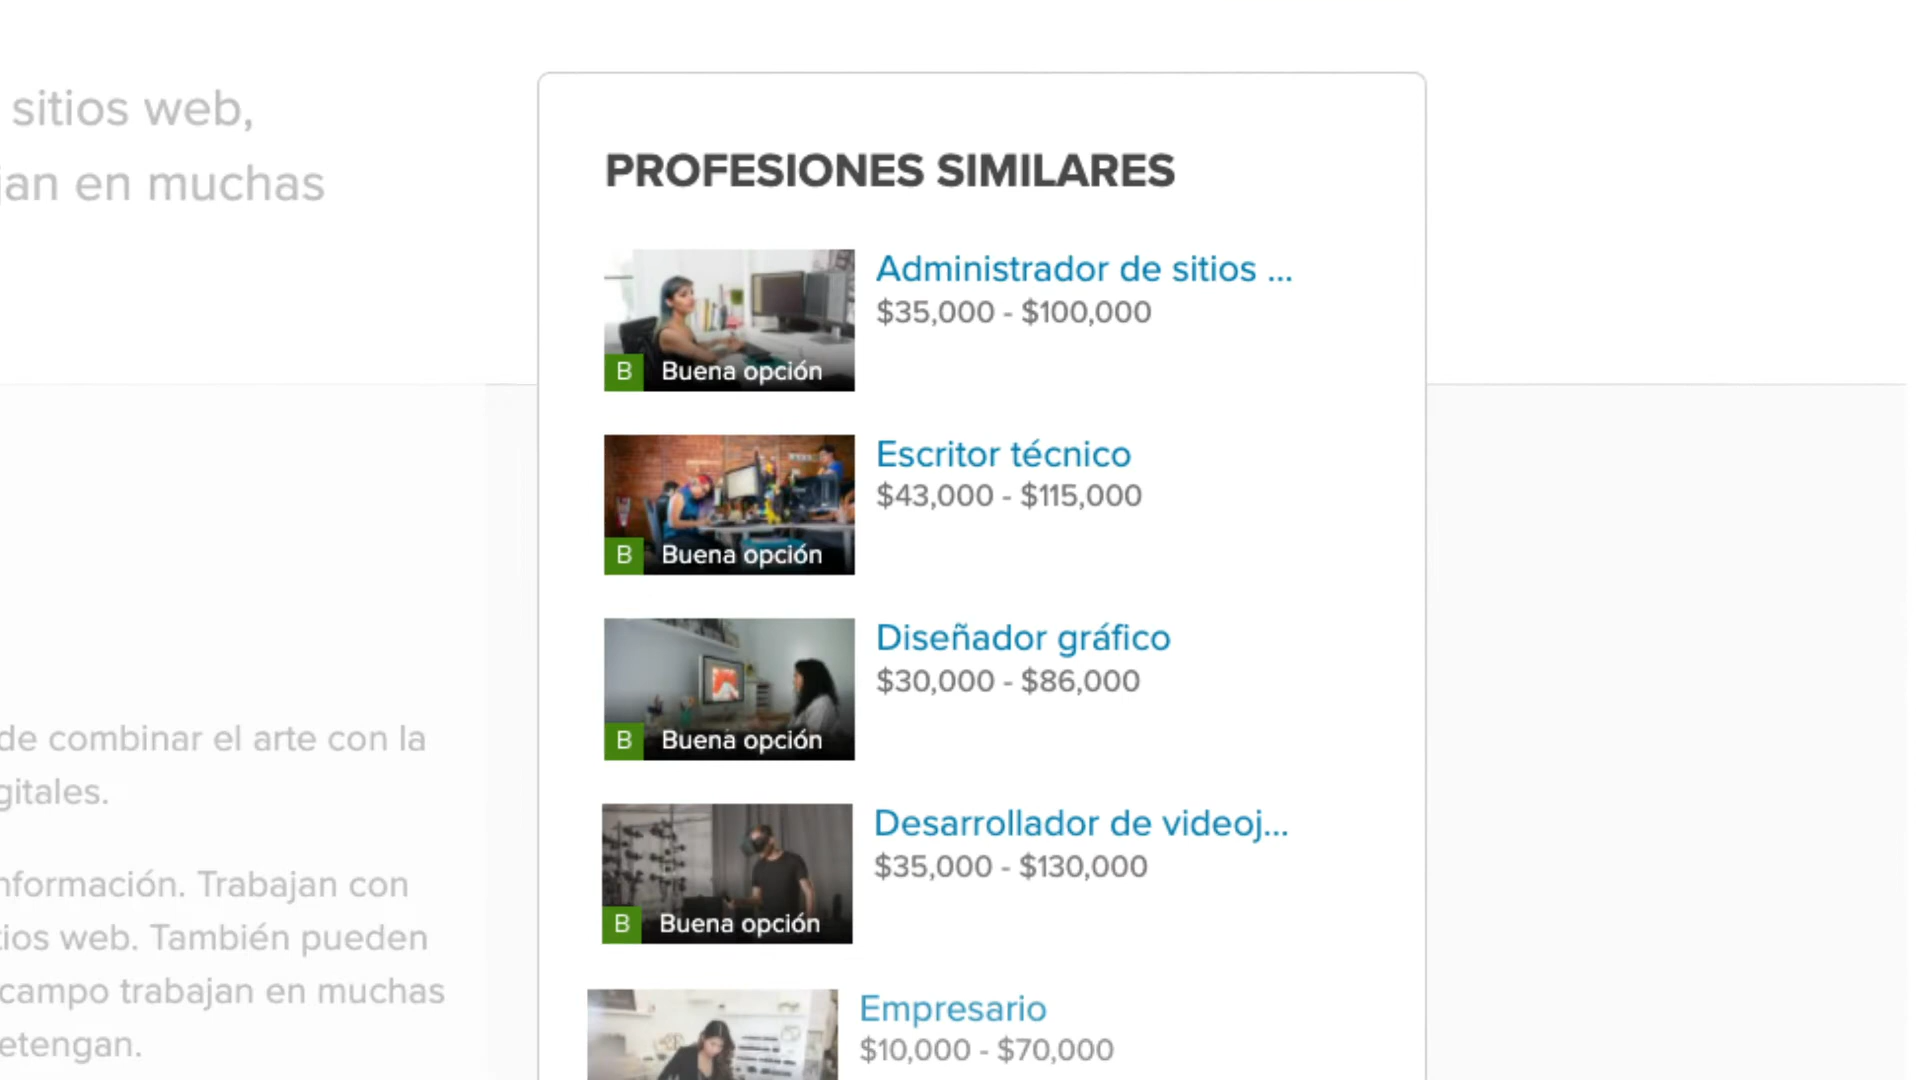 sitios web,
jan en muchas
PROFESIONES SIMILARES
Administrador de sitios ...
$35,000 - $100,000
B Buena opción
Escritor técnico
$43,000 - $115,000
B Buena opción
Diseñador gráfico
$30,000 - $86,000
B Buena opción
de combinar el arte con la
gitales.
Desarrollador de videoj...
$35,000 - $130,000
B Buena opción
nformación. Trabajan con
tios web. También pueden
campo trabajan en muchas
etengan.
Empresario
$10,000 - $70,000